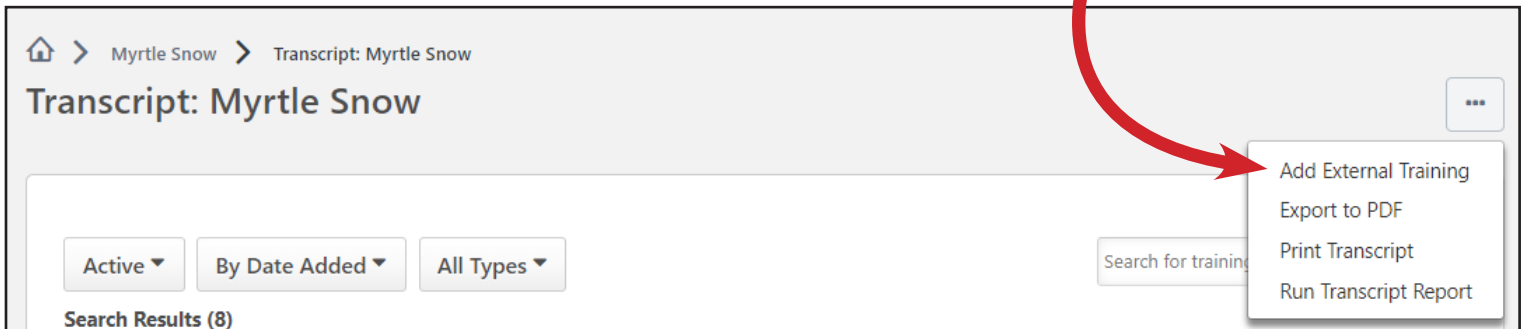 Myrtle Snow Transcript: Myrtle Snow
Transcript: Myrtle Snow
Add External Training
Export to PDF
Print Transcript
Run Transcript Report
Active By Date Added All Types
Search for training
Search Results (8)